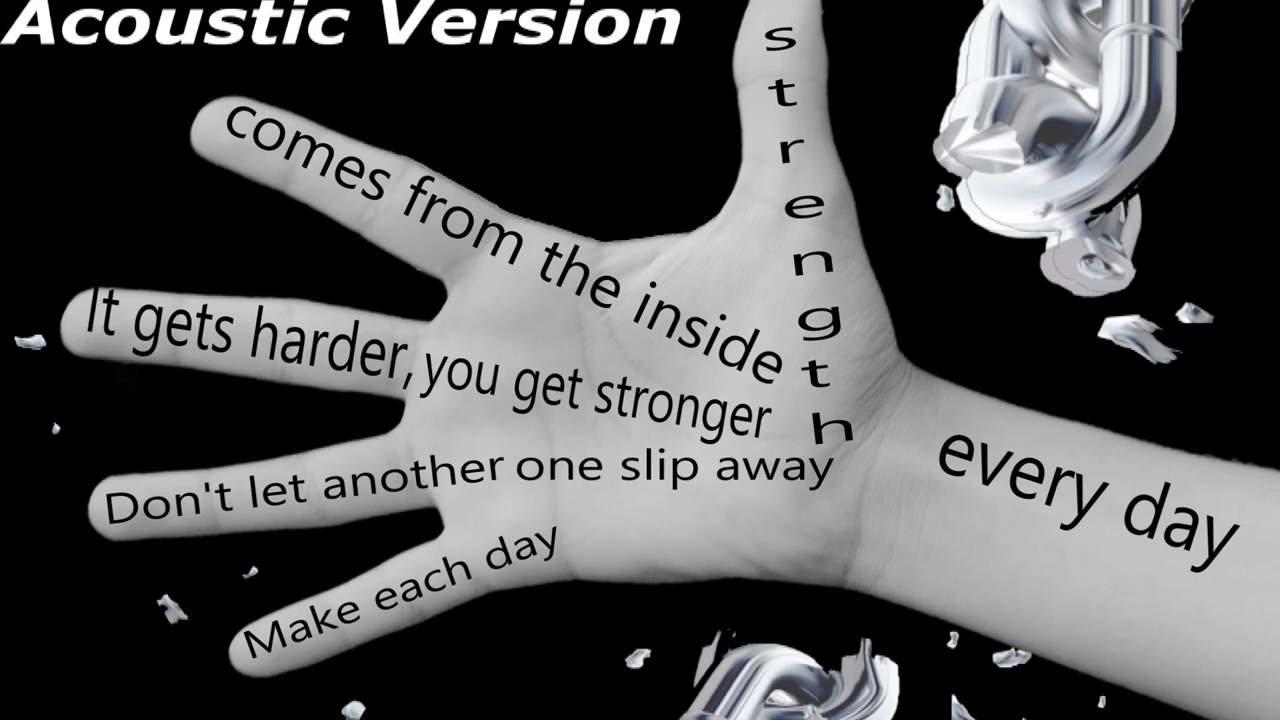 Acoustic Version
strength
comes from the inside
It gets harder, you get stronger
Don't let another one slip away
Make each day
every day